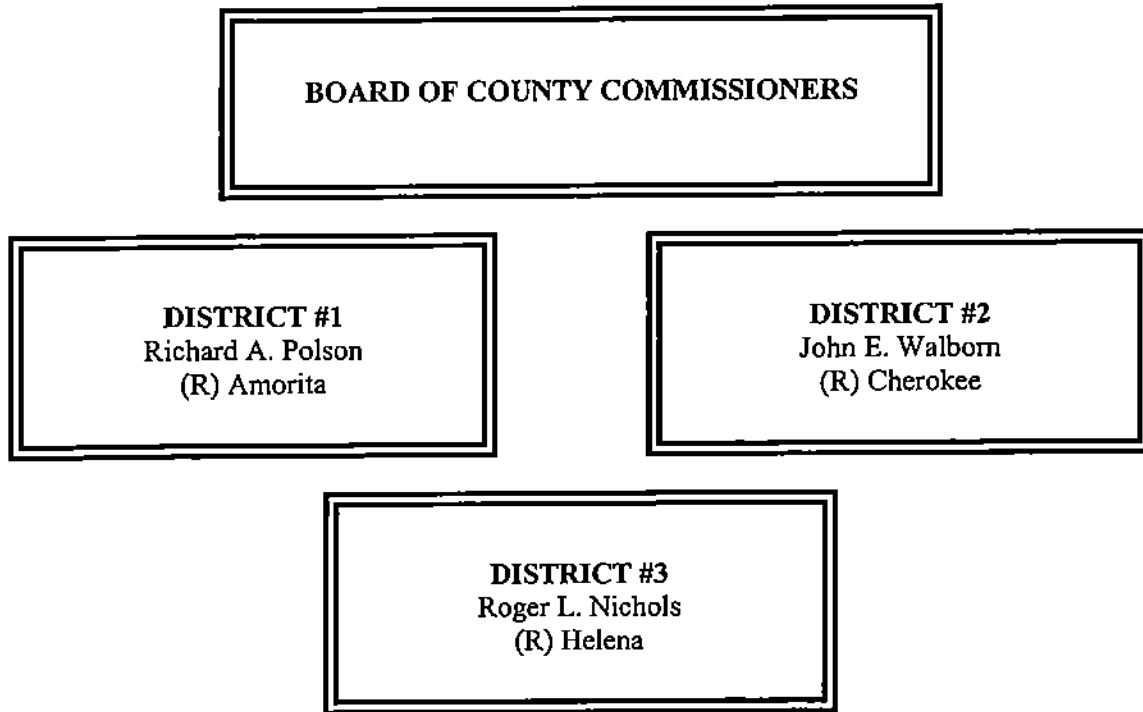 BOARD OF COUNTY COMMISSIONERS
DISTRICT #1
Richard A. Polson
(R) Amorita
DISTRICT #2
John E. Walborn
(R) Cherokee
DISTRICT #3
Roger L. Nichols
(R) Helena